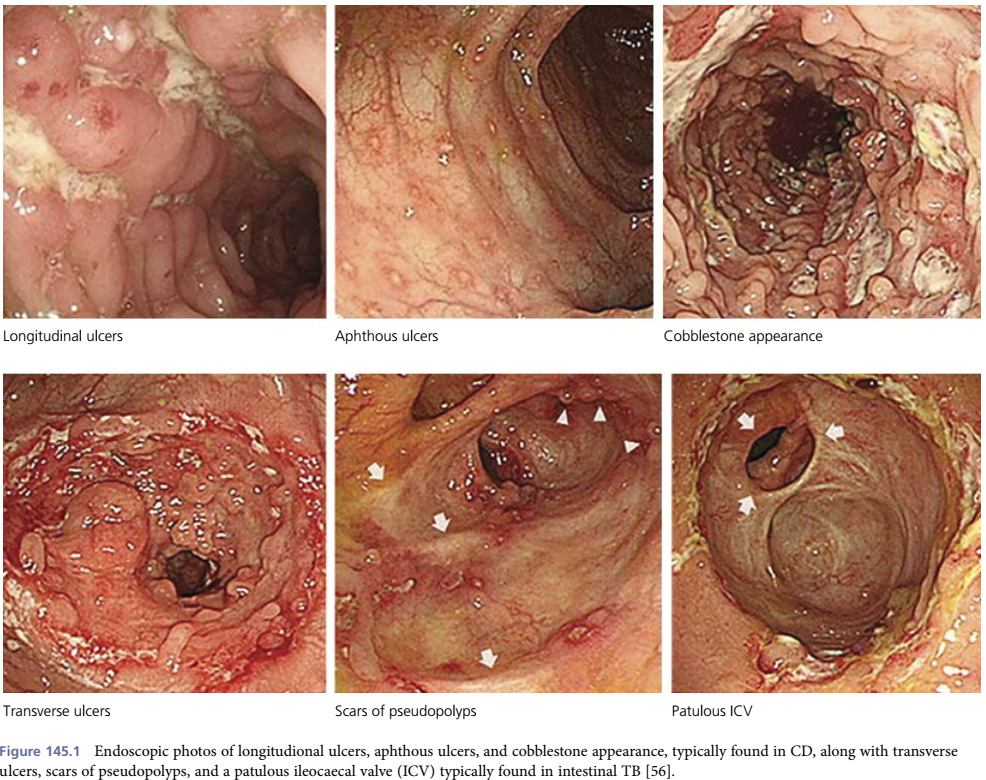 Longitudinal ulcers
Aphthous ulcers
Cobblestone appearance
Transverse ulcers
Scars of pseudopolyps
Patulous ICV
Figure 145.1 Endoscopic photos of longitudional ulcers, aphthous ulcers, and cobblestone appearance, typically found in CD, along with transverse
ulcers, scars of pseudopolyps, and a patulous ileocaecal valve (ICV) typically found in intestinal TB [56].